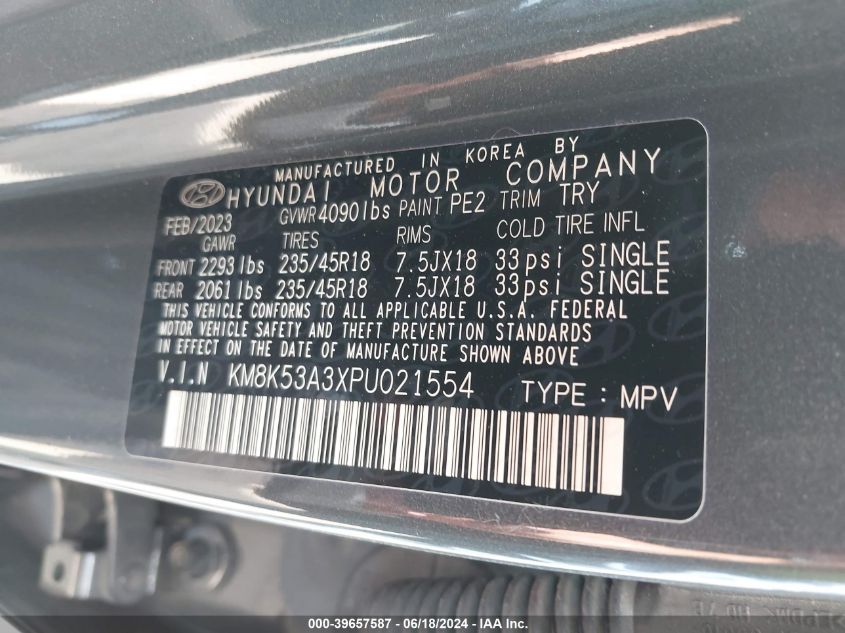 MANUFACTURED IN KOREA BY
HYUNDAI MOTOR COMPANY
FEB/2023 GVWR 4090lbs PAINT PE2 TRIM TRY
GAWR TIRES RIMS COLD TIRE INFL
FRONT 2293 lbs 235/45R18 7.5JX18 33psi SINGLE
REAR 2061 lbs 235/45R18 7.5JX18 33psi SINGLE
THIS VEHICLE CONFORMS TO ALL APPLICABLE U.S.A. FEDERAL
MOTOR VEHICLE SAFETY AND THEFT PREVENTION STANDARDS
IN EFFECT ON THE DATE OF MANUFACTURE SHOWN ABOVE
V.I.N KM8K53A3XPU021554 TYPE : MPV
000-39657587 - 06/18/2024 - IAA Inc.